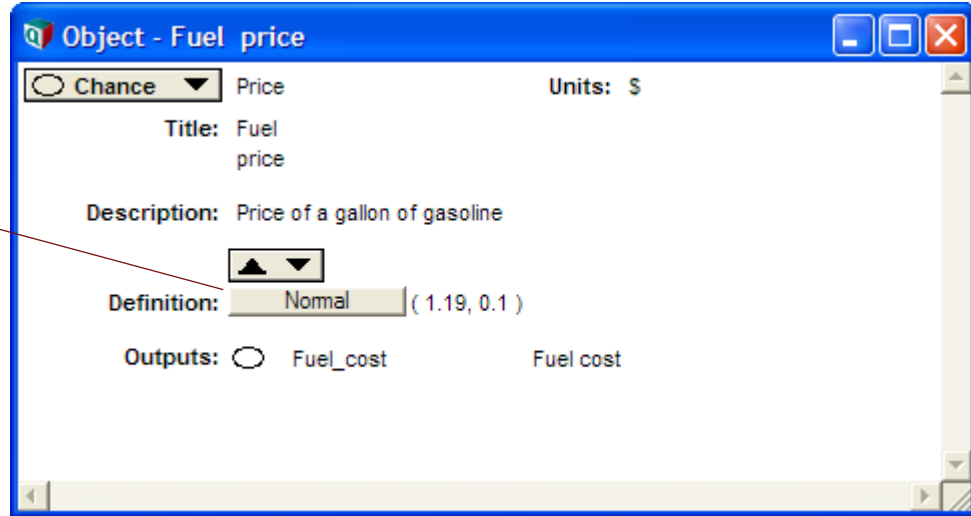 Object - Fuel price
Chance Price Units: $
Title: Fuel
price
Description: Price of a gallon of gasoline
Definition: Normal ( 1.19, 0.1 )
Outputs: Fuel_cost Fuel cost